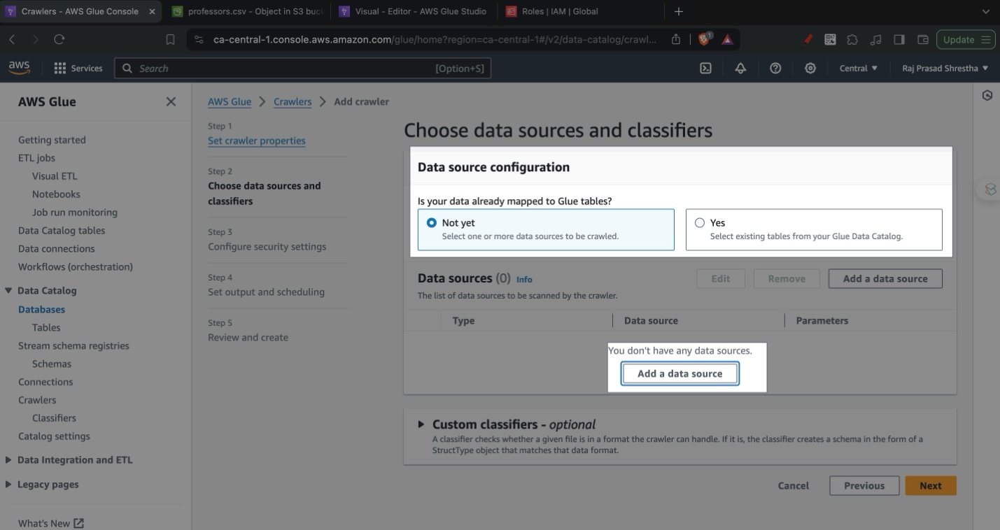 Crawlers - AWS Glue Console
professors.csv - Object in S3 buck
Visual - Editor - AWS Glue Studio
Roles | IAM | Global
ca-central-1.console.aws.amazon.com/glue/home?region=ca-central-1#/v2/data-catalog/crawl...
1
Update
aws
Services
Search
[Option+S]
Central
Raj Prasad Shrestha
AWS Glue
Getting started
ETL jobs
Visual ETL
Notebooks
Job run monitoring
Data Catalog tables
Data connections
Workflows (orchestration)
Data Catalog
Databases
Tables
Stream schema registries
Schemas
Connections
Crawlers
Classifiers
Catalog settings
Data Integration and ETL
Legacy pages
What's New
AWS Glue > Crawlers > Add crawler
Step 1
Set crawler properties
Step 2
Choose data sources and
classifiers
Step 3
Configure security settings
Step 4
Set output and scheduling
Step 5
Review and create
Choose data sources and classifiers
Data source configuration
Is your data already mapped to Glue tables?
Not yet
Select one or more data sources to be crawled.
Yes
Select existing tables from your Glue Data Catalog.
Data sources (0) Info
The list of data sources to be scanned by the crawler.
Edit
Remove
Add a data source
Type
Data source
Parameters
You don't have any data sources.
Add a data source
Custom classifiers - optional
A classifier checks whether a given file is in a format the crawler can handle. If it is, the classifier creates a schema in the form of a
StructType object that matches that data format.
Cancel
Previous
Next